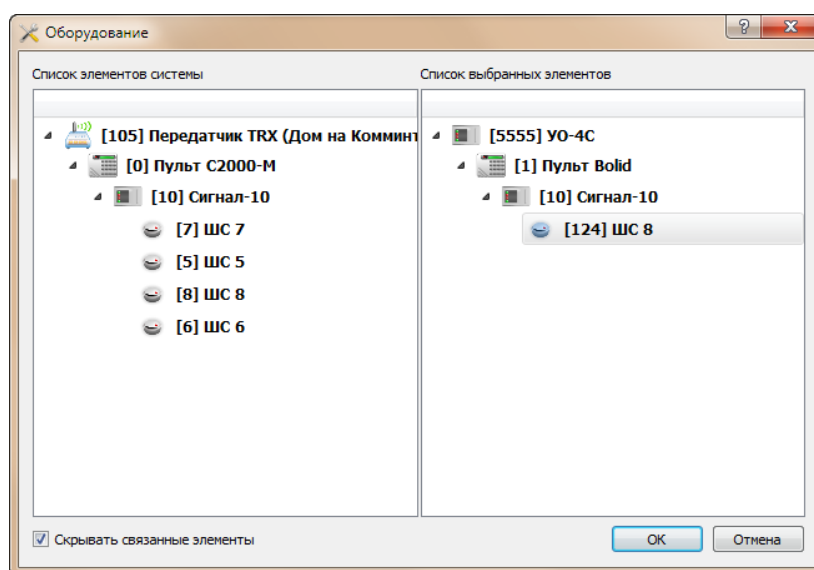 Оборудование
Список элементов системы
Список выбранных элементов
[105] Передатчик TRX (Дом на Комминт
[0] Пульт С2000-М
[10] Сигнал-10
[7] ШС 7
[5] ШС 5
[8] ШС 8
[6] ШС 6
[5555] УО-4С
[1] Пульт Bolid
[10] Сигнал-10
[124] ШС 8
Скрывать связанные элементы
ОК
Отмена